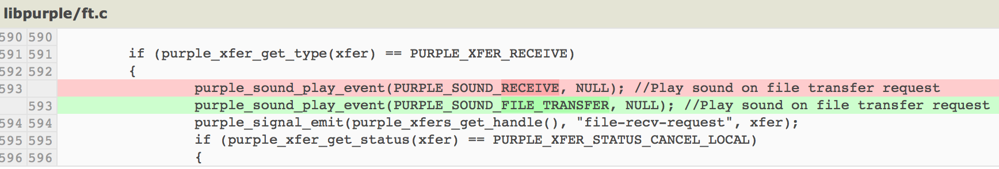 libpurple/ft.c
590 590
591 591 if (purple_xfer_get_type(xfer) == PURPLE_XFER_RECEIVE)
592 592 {
593 purple_sound_play_event(PURPLE_SOUND_RECEIVE, NULL); //Play sound on file transfer request
593 purple_sound_play_event(PURPLE_SOUND_FILE_TRANSFER, NULL); //Play sound on file transfer request
594 594 purple_signal_emit(purple_xfers_get_handle(), "file-recv-request", xfer);
595 595 if (purple_xfer_get_status(xfer) == PURPLE_XFER_STATUS_CANCEL_LOCAL)
596 596 {